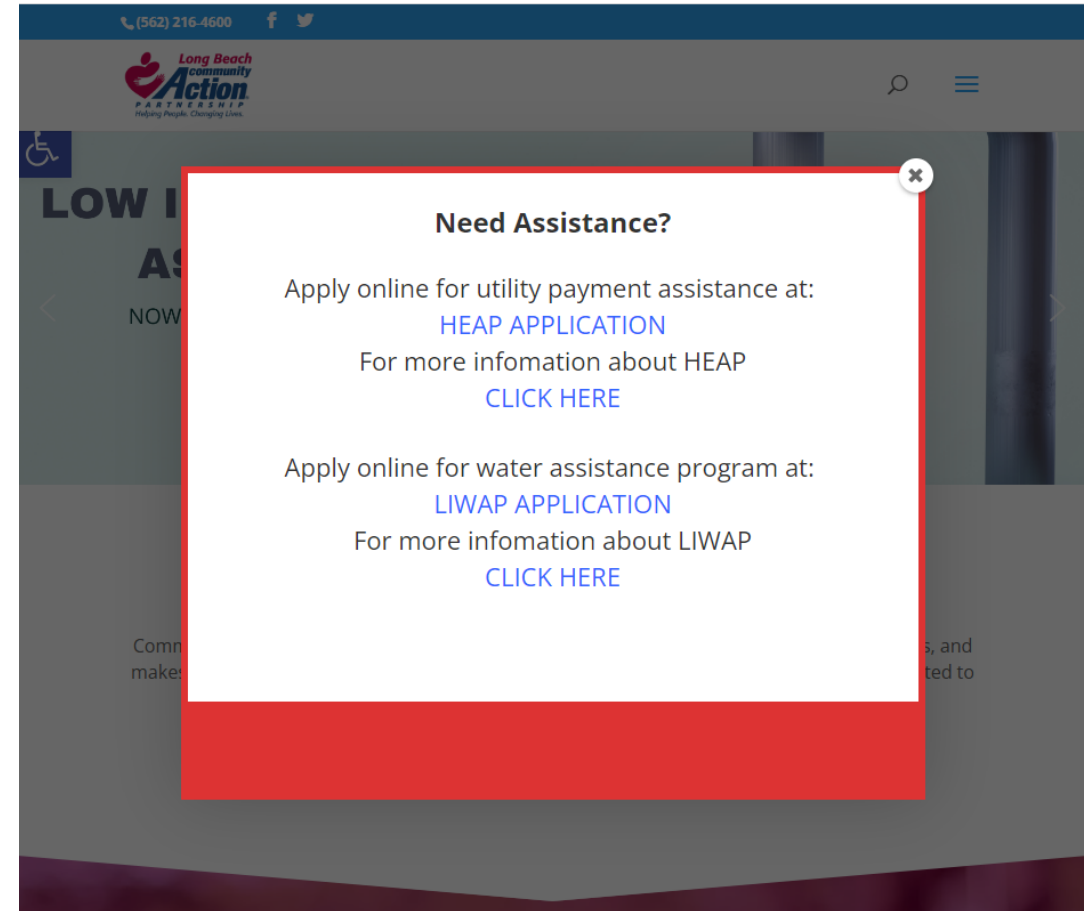 (562) 216-4600
Long Beach
community
Action
PARTNERSHIP
Helping People. Changing Lives.
LOW I
AS
NOW
Need Assistance?
Apply online for utility payment assistance at:
HEAP APPLICATION
For more infomation about HEAP
CLICK HERE
Apply online for water assistance program at:
LIWAP APPLICATION
For more infomation about LIWAP
CLICK HERE
Comm s, and
makes ted to